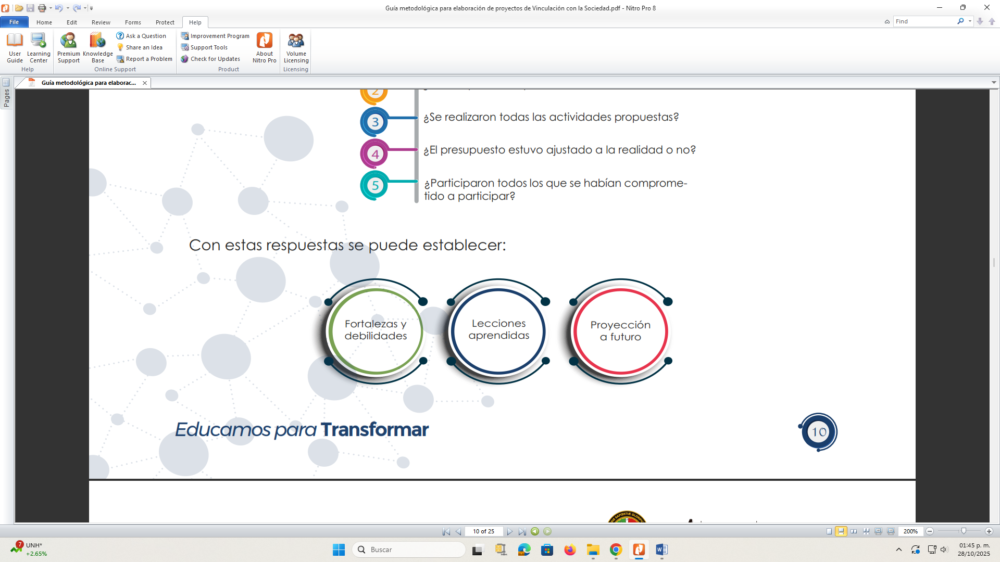 Guía metodológica para elaboración de proyectos de Vinculación con la Sociedad.pdf - Nitro Pro 8
File
Home
Edit
Review
Forms
Protect
Help
Find
User Guide
Learning Center
Premium Support
Knowledge Base
Ask a Question
Share an Idea
Report a Problem
Improvement Program
Support Tools
Check for Updates
About Nitro Pro
Volume Licensing
Help
Online Support
Product
Licensing
Guía metodológica para elaborac...
Pages
2
3
¿Se realizaron todas las actividades propuestas?
4
¿El presupuesto estuvo ajustado a la realidad o no?
5
¿Participaron todos los que se habían comprome-
tido a participar?
Con estas respuestas se puede establecer:
Fortalezas y
debilidades
Lecciones
aprendidas
Proyección
a futuro
Educamos para Transformar
10
10 of 25
200%
7
UNH*
+2.65%
Buscar
01:45 p. m.
28/10/2025